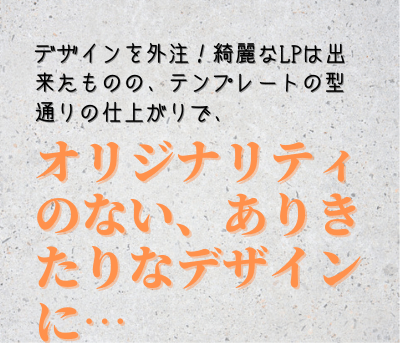 デザインを外注！綺麗なLPは出
来たものの、テンプレートの型
通りの仕上がりで、
オリジナリティ
のない、ありき
たりなデザイン
に…